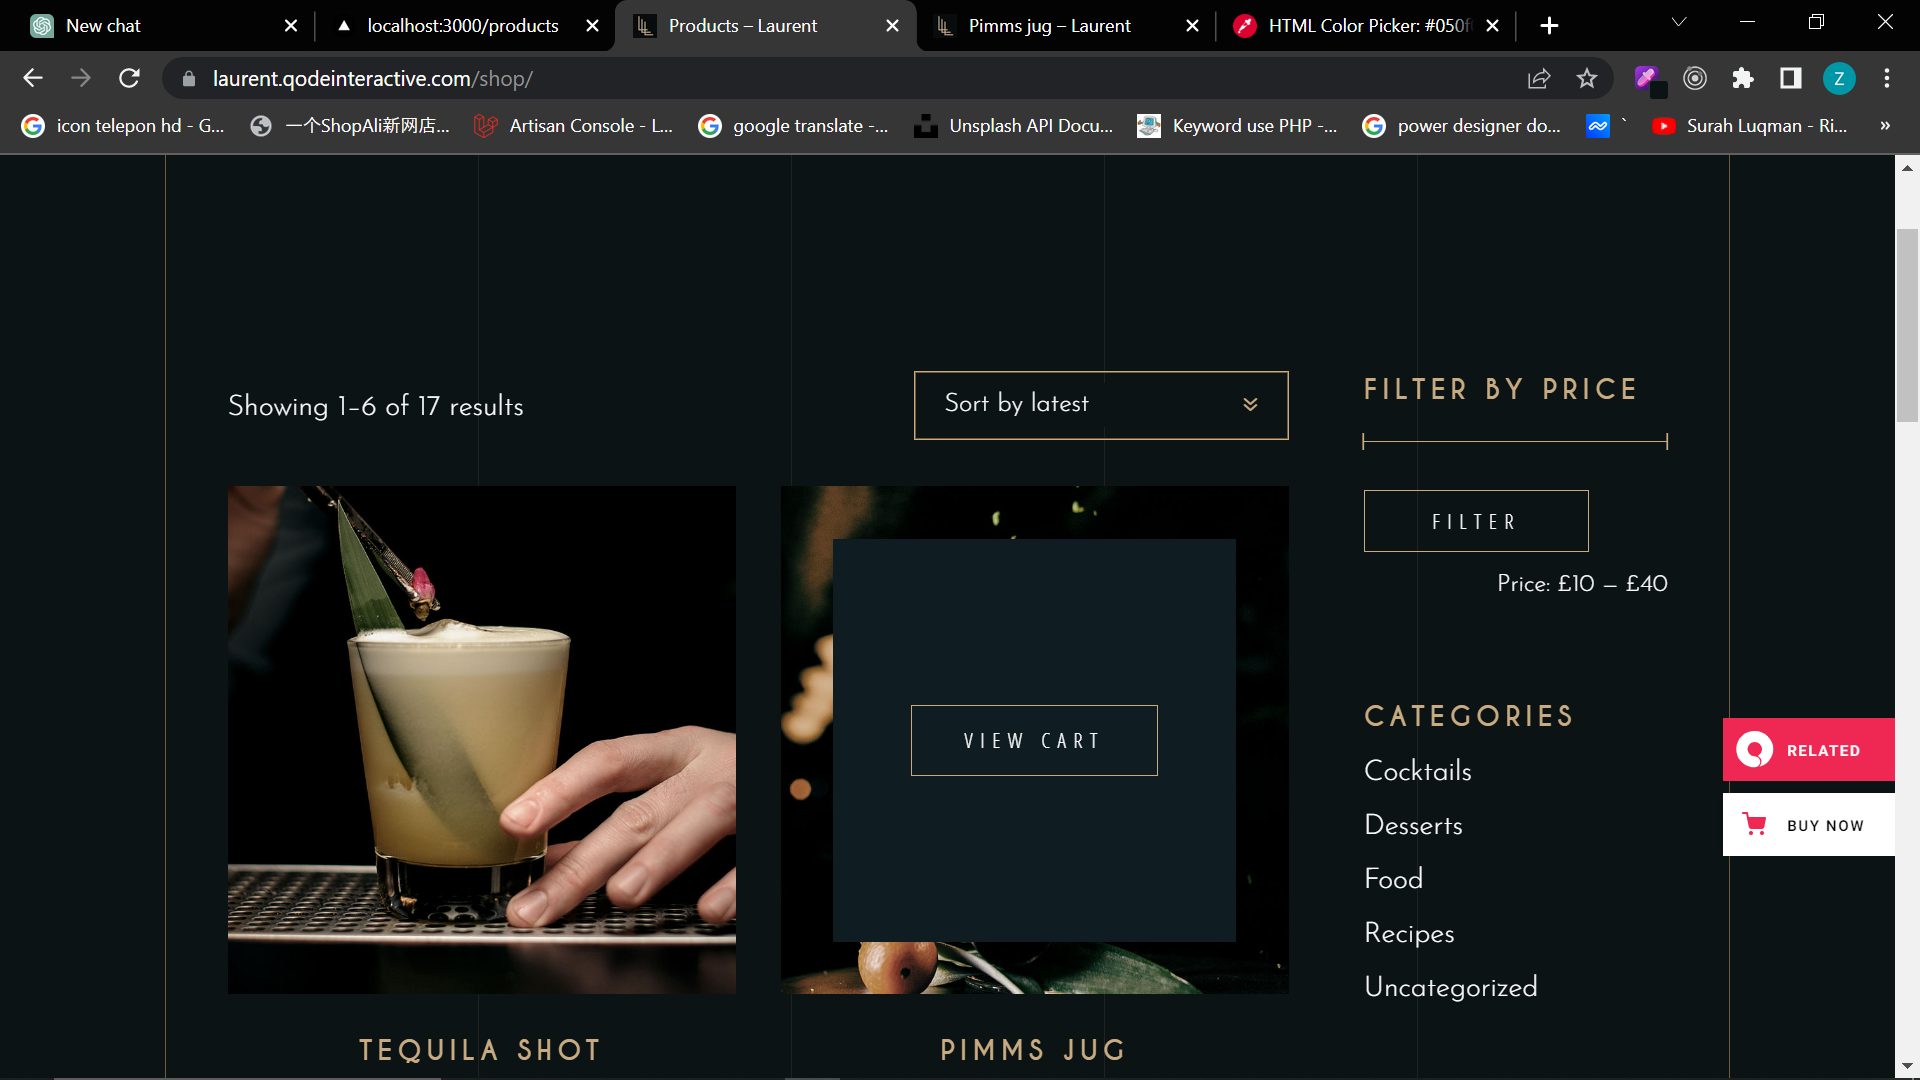 New chat
localhost:3000/products
Products – Laurent
Pimms jug – Laurent
HTML Color Picker: #050f
laurent.qodeinteractive.com/shop/
Z
icon telepon hd - G...
一个ShopAli新网店...
Artisan Console - L...
google translate -...
Unsplash API Docu...
Keyword use PHP -...
power designer do...
`
Surah Luqman - Ri...
»
Showing 1–6 of 17 results
Sort by latest
FILTER BY PRICE
FILTER
Price: £10 — £40
VIEW CART
CATEGORIES
Cocktails
Desserts
Food
Recipes
Uncategorized
RELATED
BUY NOW
TEQUILA SHOT
PIMMS JUG